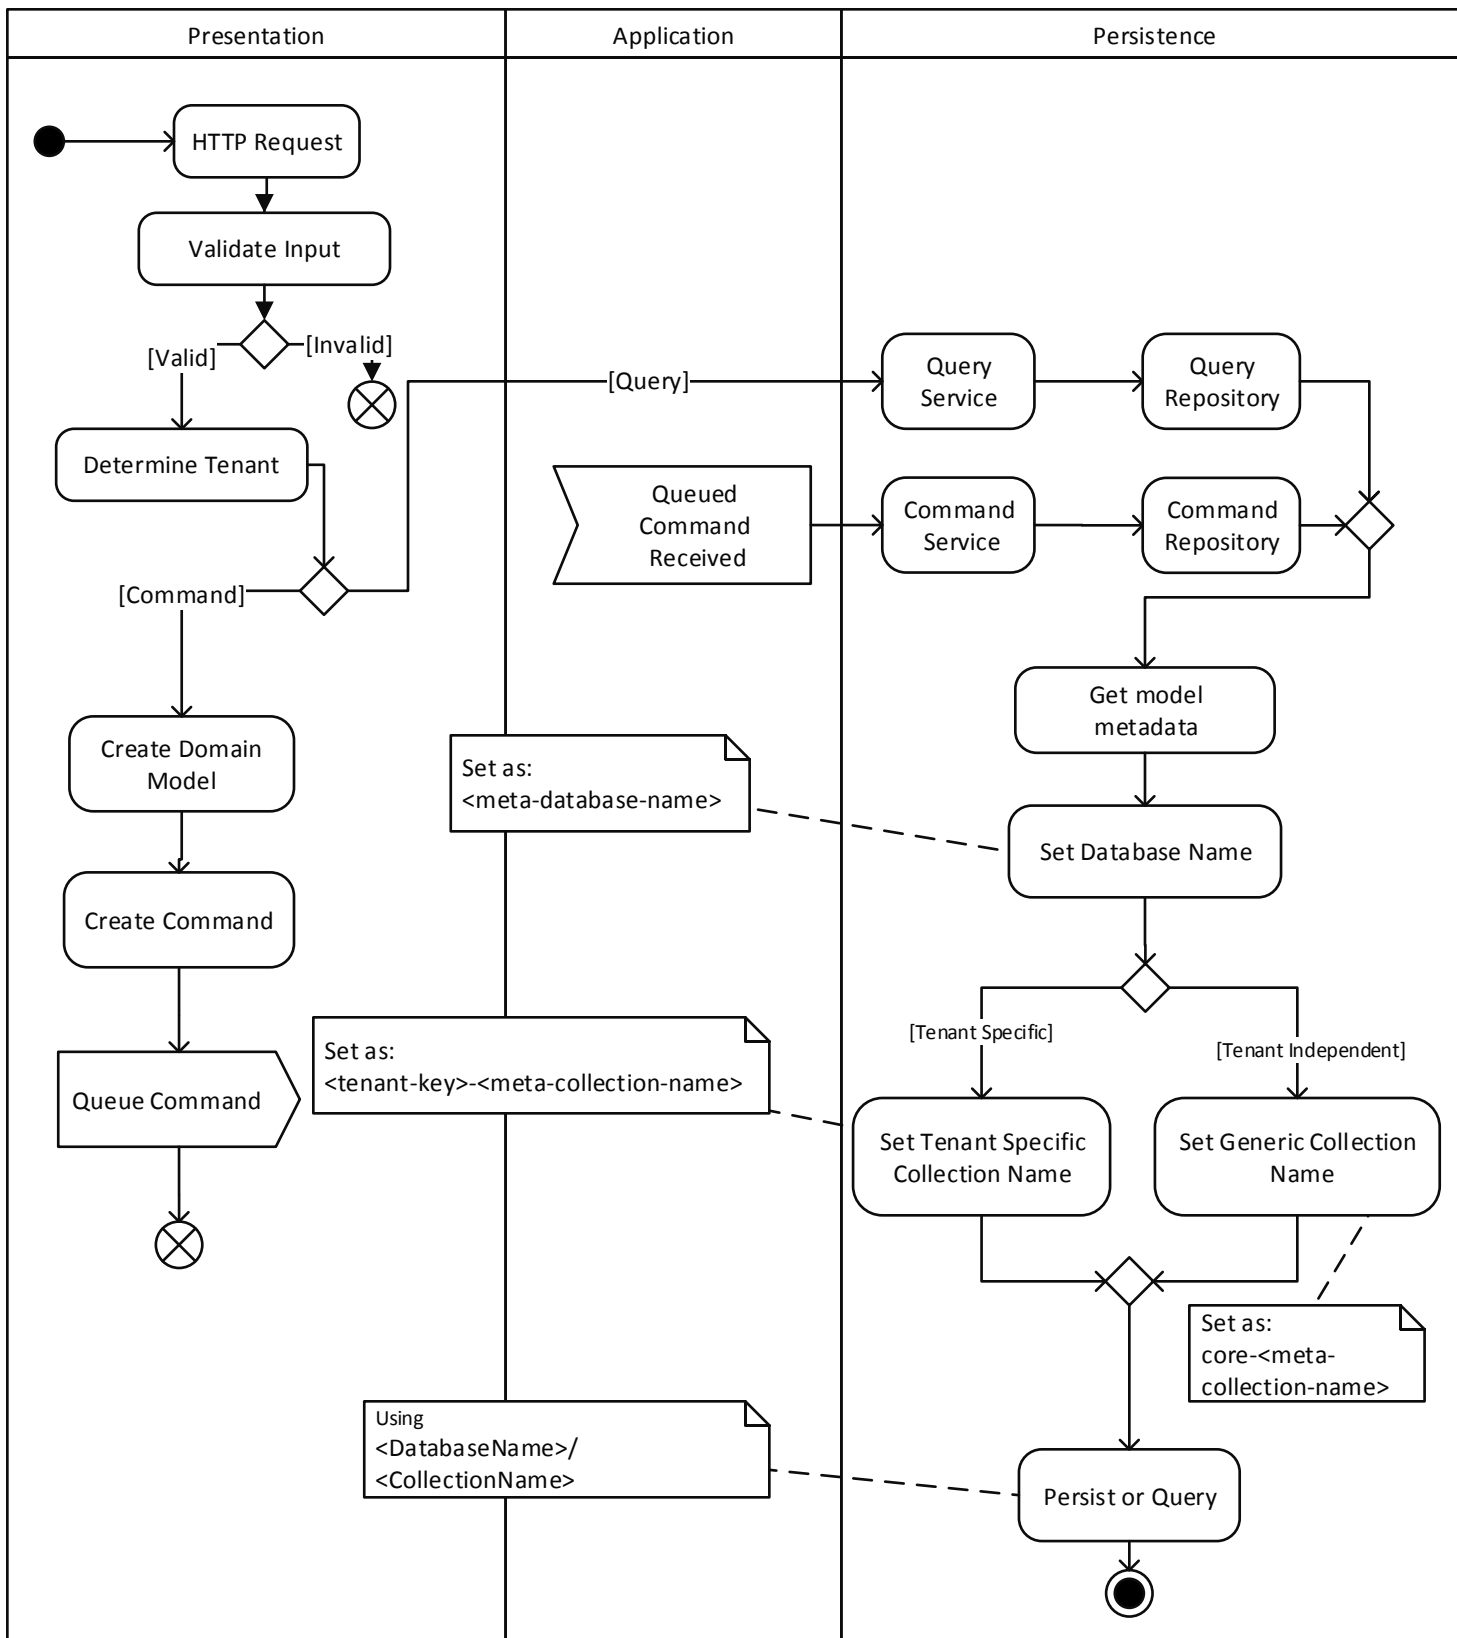 Presentation
Application
Persistence
HTTP Request
Validate Input
[Valid]
[Invalid]
Determine Tenant
[Command]
[Query]
Query
Service
Query
Repository
Queued
Command
Received
Command
Service
Command
Repository
Get model
metadata
Create Domain
Model
Set as:
<meta-database-name>
Set Database Name
Create Command
[Tenant Specific]
[Tenant Independent]
Queue Command
Set as:
<tenant-key>-<meta-collection-name>
Set Tenant Specific
Collection Name
Set Generic Collection
Name
Set as:
core-<meta-
collection-name>
Using
<DatabaseName>/
<CollectionName>
Persist or Query